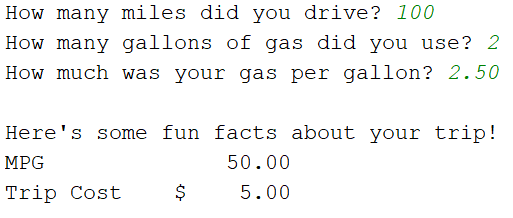 How many miles did you drive? 100
How many gallons of gas did you use? 2
How much was your gas per gallon? 2.50

Here's some fun facts about your trip!
MPG              50.00
Trip Cost    $    5.00